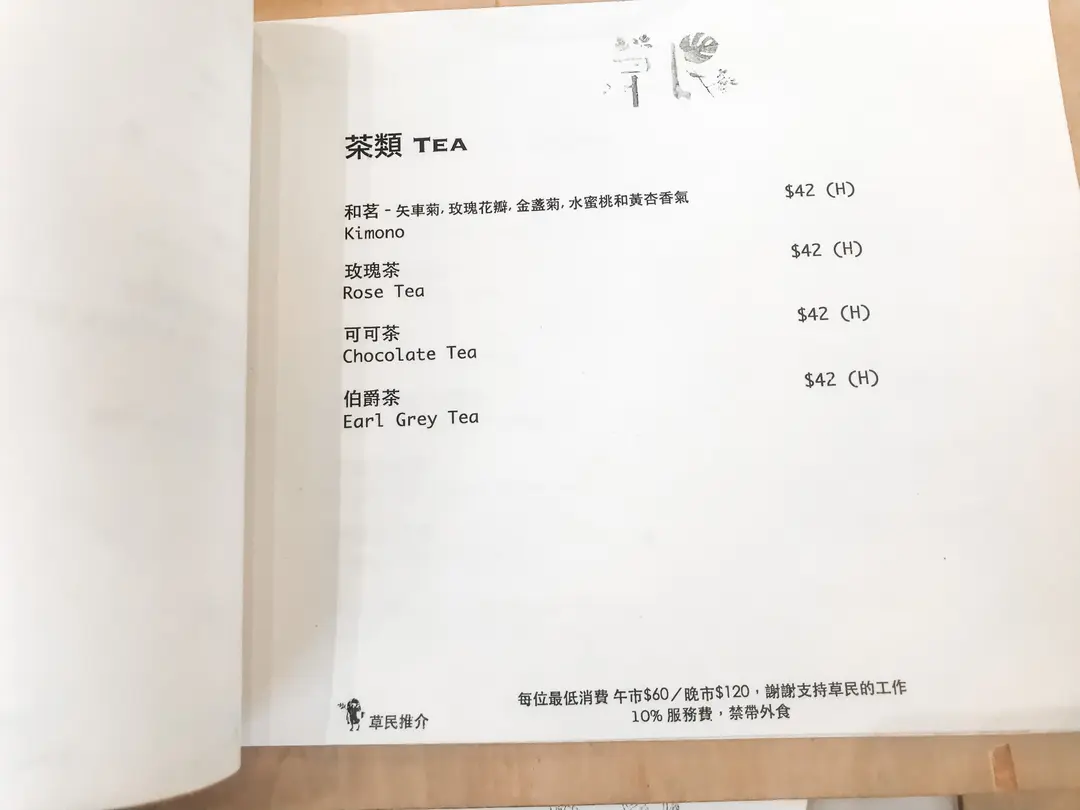 草民
茶類 TEA
和茗 - 矢車菊, 玫瑰花瓣, 金盞菊, 水蜜桃和黃杏香氣 $42 (H)
Kimono
玫瑰茶 $42 (H)
Rose Tea
可可茶 $42 (H)
Chocolate Tea
伯爵茶 $42 (H)
Earl Grey Tea
每位最低消費 午市$60／晚市$120，謝謝支持草民的工作
10% 服務費，禁帶外食
草民推介